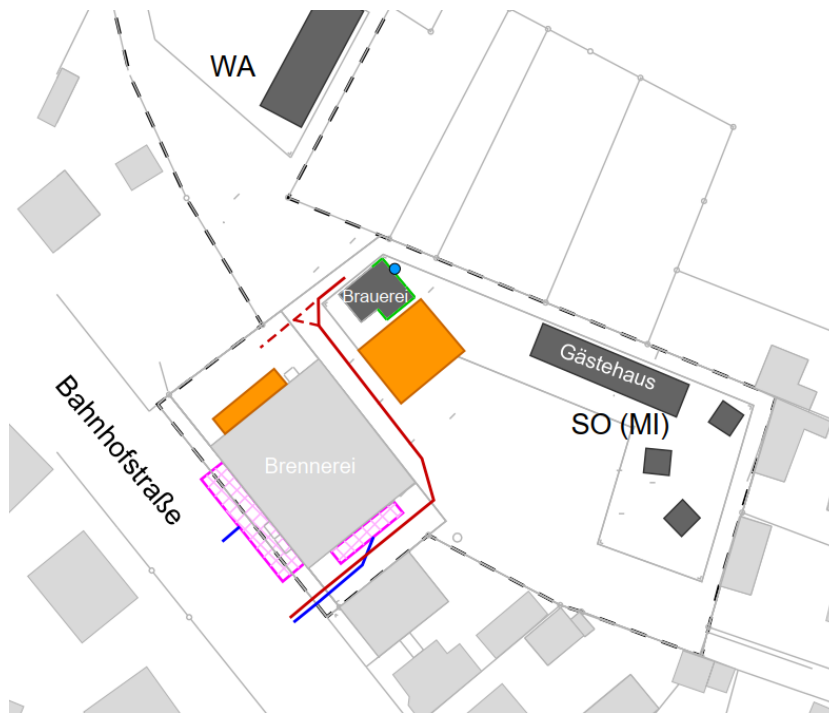 WA
Brauerei
Gästehaus
SO (MI)
Bahnhofstraße
Brennerei